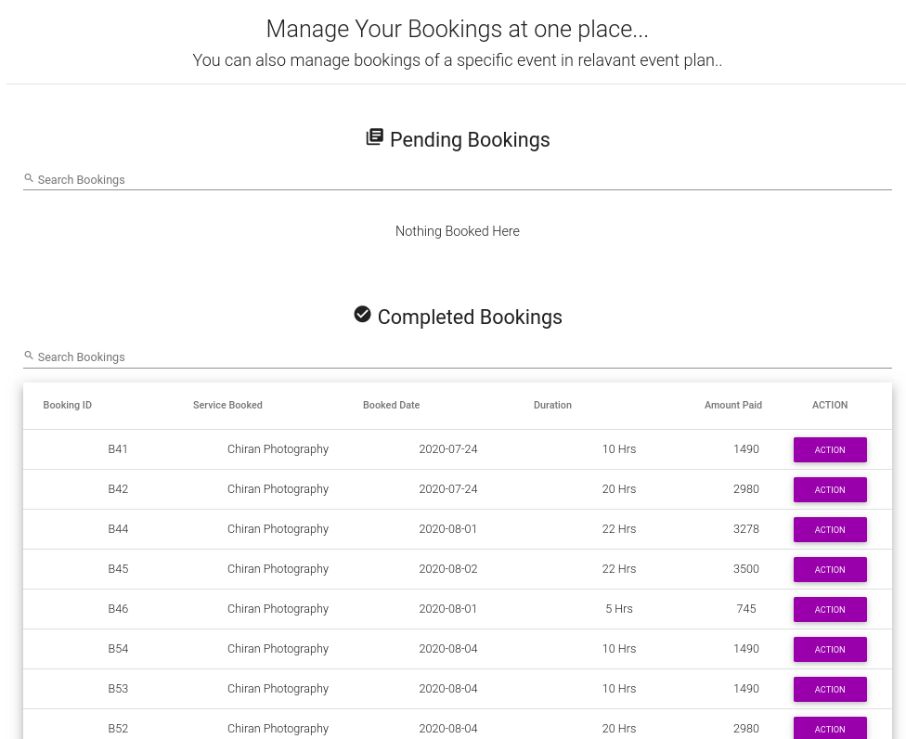 Manage Your Bookings at one place...
You can also manage bookings of a specific event in relavant event plan..
Pending Bookings
Search Bookings
Nothing Booked Here
Completed Bookings
Search Bookings
Booking ID Service Booked Booked Date Duration Amount Paid ACTION
B41 Chiran Photography 2020-07-24 10 Hrs 1490 ACTION
B42 Chiran Photography 2020-07-24 20 Hrs 2980 ACTION
B44 Chiran Photography 2020-08-01 22 Hrs 3278 ACTION
B45 Chiran Photography 2020-08-02 22 Hrs 3500 ACTION
B46 Chiran Photography 2020-08-01 5 Hrs 745 ACTION
B54 Chiran Photography 2020-08-04 10 Hrs 1490 ACTION
B53 Chiran Photography 2020-08-04 10 Hrs 1490 ACTION
B52 Chiran Photography 2020-08-04 20 Hrs 2980 ACTION